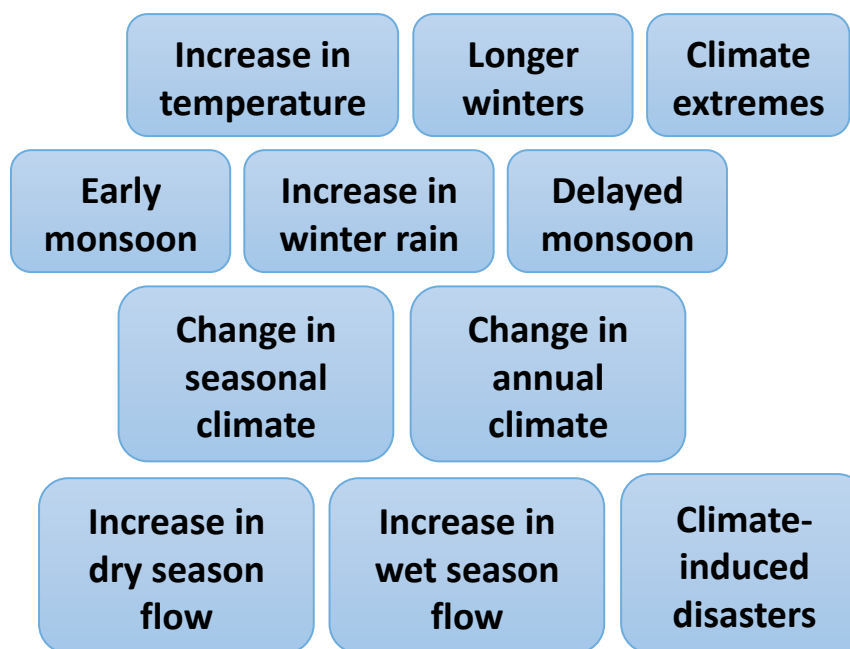 Increase in
temperature
Longer
winters
Climate
extremes
Early
monsoon
Increase in
winter rain
Delayed
monsoon
Change in
seasonal
climate
Change in
annual
climate
Increase in
dry season
flow
Increase in
wet season
flow
Climate-
induced
disasters